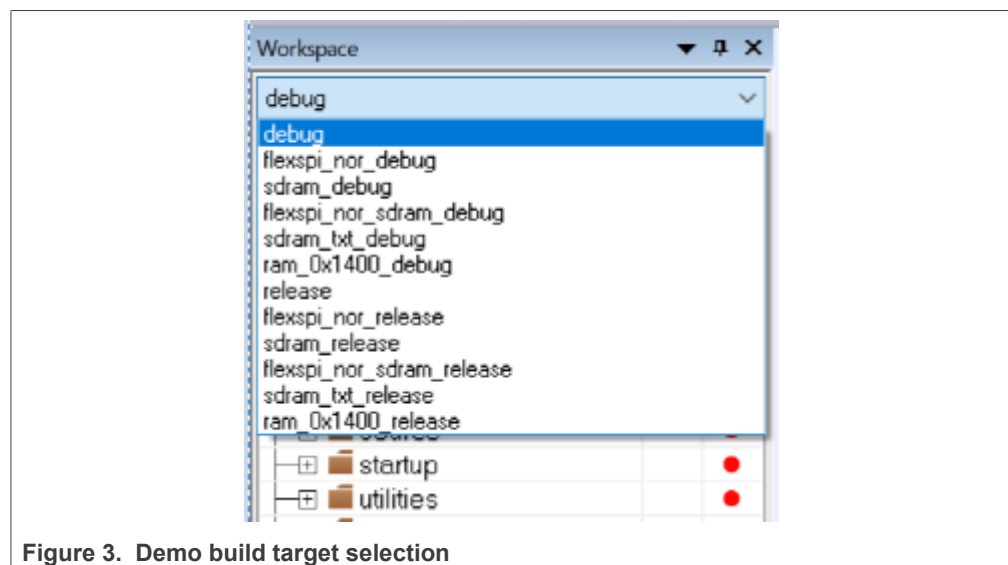 Workspace
debug
debug
flexspi_nor_debug
sdram_debug
flexspi_nor_sdram_debug
sdram_txt_debug
ram_0x1400_debug
release
flexspi_nor_release
sdram_release
flexspi_nor_sdram_release
sdram_txt_release
ram_0x1400_release
startup
utilities
Figure 3. Demo build target selection